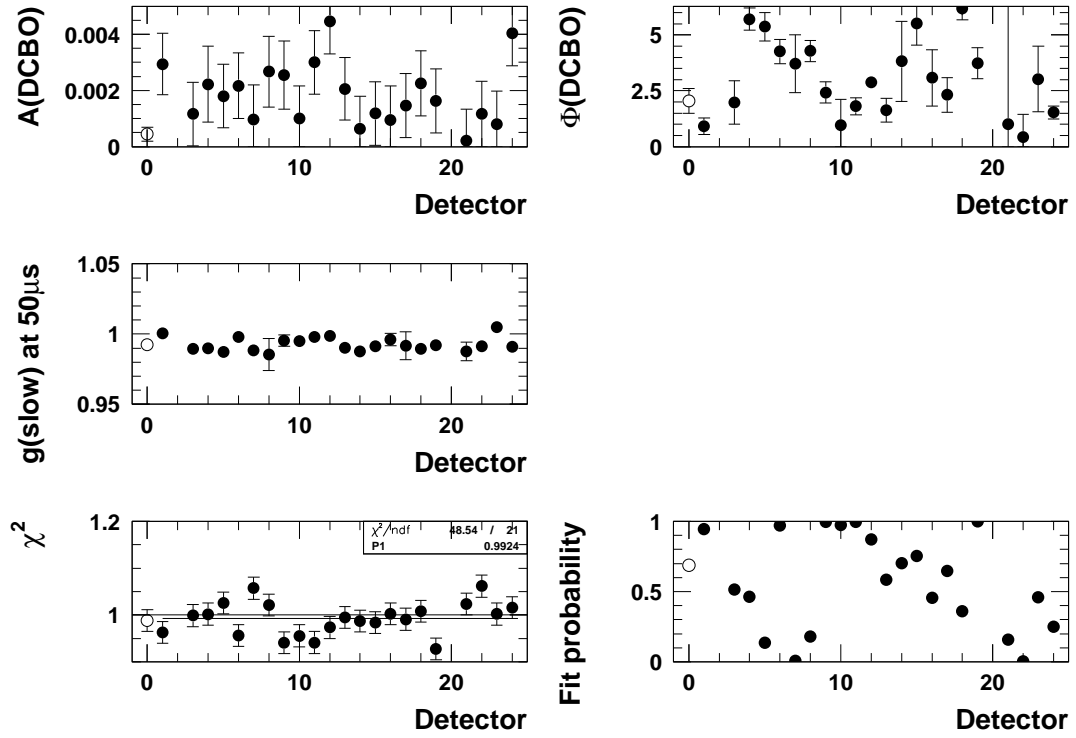 A(DCBO)
0.004
0.002
0
0 10 20
Detector
Φ(DCBO)
5
2.5
0
0 10 20
Detector
g(slow) at 50μs
1.05
1
0.95
0 10 20
Detector
χ²
1.2
1
χ²/ndf 48.54 / 21
P1 0.9924
0 10 20
Detector
Fit probability
1
0.5
0
0 10 20
Detector